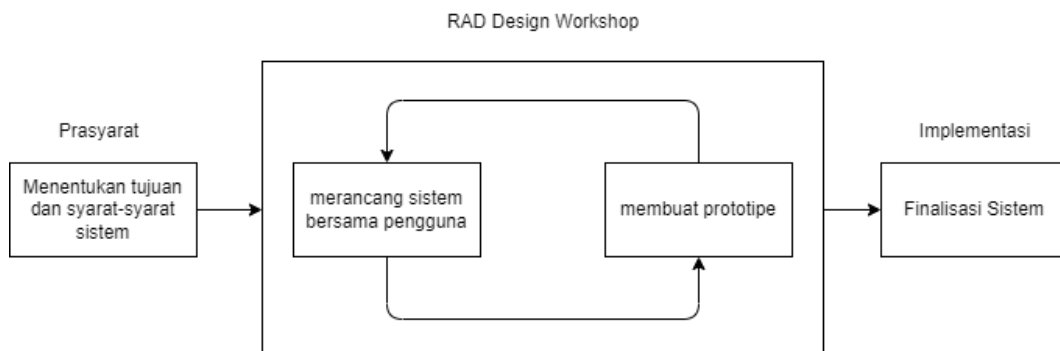 RAD Design Workshop
Prasyarat
Menentukan tujuan
dan syarat-syarat
sistem
merancang sistem
bersama pengguna
membuat prototipe
Implementasi
Finalisasi Sistem